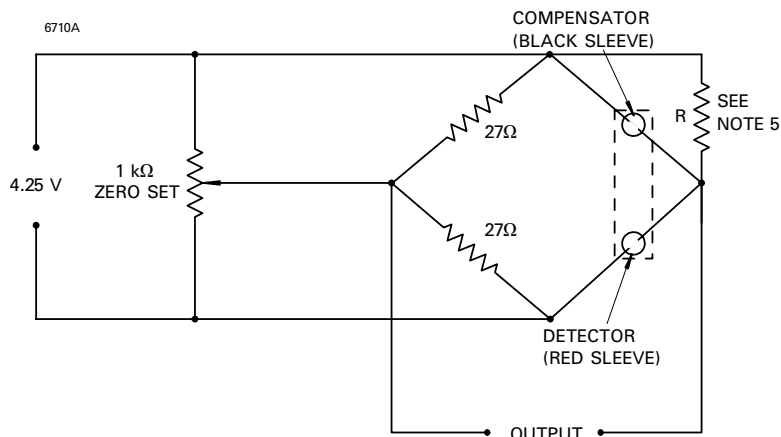 6710A
COMPENSATOR
(BLACK SLEEVE)
27Ω
R
SEE
NOTE 5
1 kΩ
ZERO SET
4.25 V
27Ω
DETECTOR
(RED SLEEVE)
OUTPUT